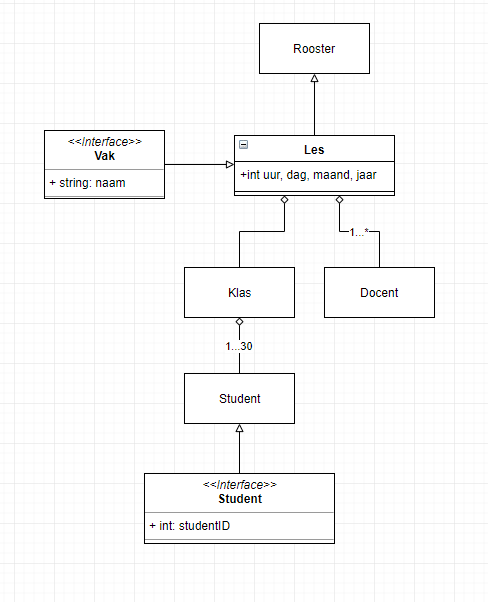 Rooster
<<Interface>>
Vak
+ string: naam
Les
+int uur, dag, maand, jaar
1...*
Klas
Docent
1...30
Student
<<Interface>>
Student
+ int: studentID